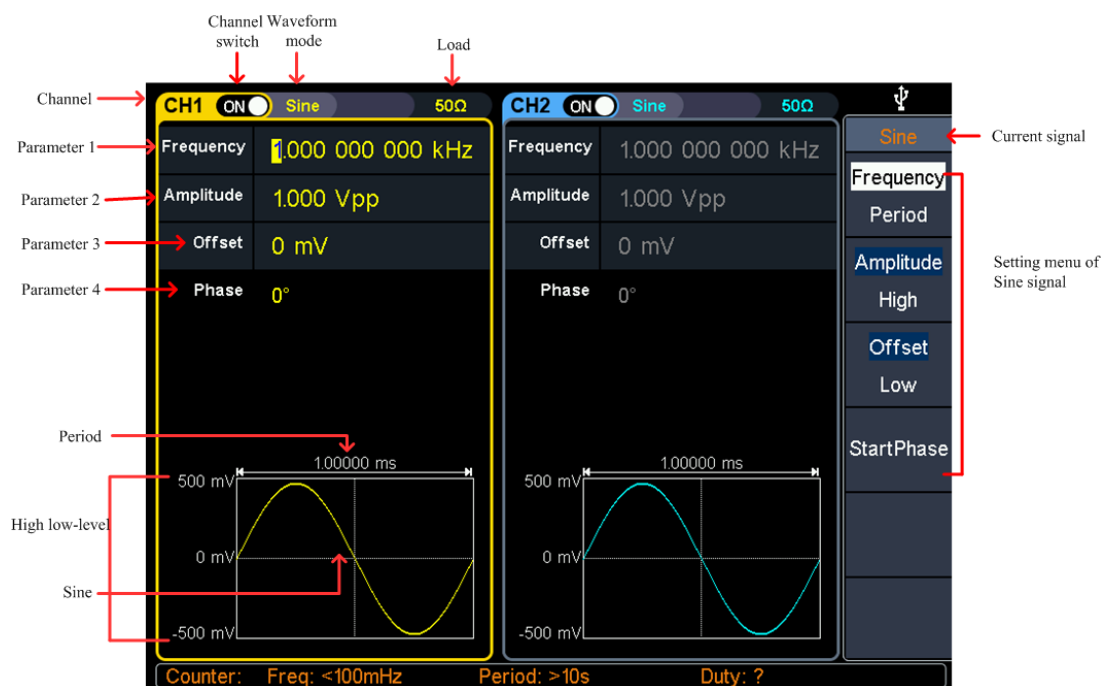 Channel Waveform
switch mode
Load
Channel
CH1 ON Sine 50Ω
CH2 ON Sine 50Ω
Sine
Current signal
Parameter 1
Frequency 1.000 000 000 kHz
Frequency 1.000 000 000 kHz
Frequency
Period
Parameter 2
Amplitude 1.000 Vpp
Amplitude 1.000 Vpp
Parameter 3
Offset 0 mV
Offset 0 mV
Amplitude
High
Setting menu of
Sine signal
Parameter 4
Phase 0°
Phase 0°
Offset
Low
StartPhase
Period
1.00000 ms
1.00000 ms
500 mV
500 mV
High low-level
0 mV
0 mV
Sine
-500 mV
-500 mV
Counter: Freq: <100mHz Period: >10s Duty: ?